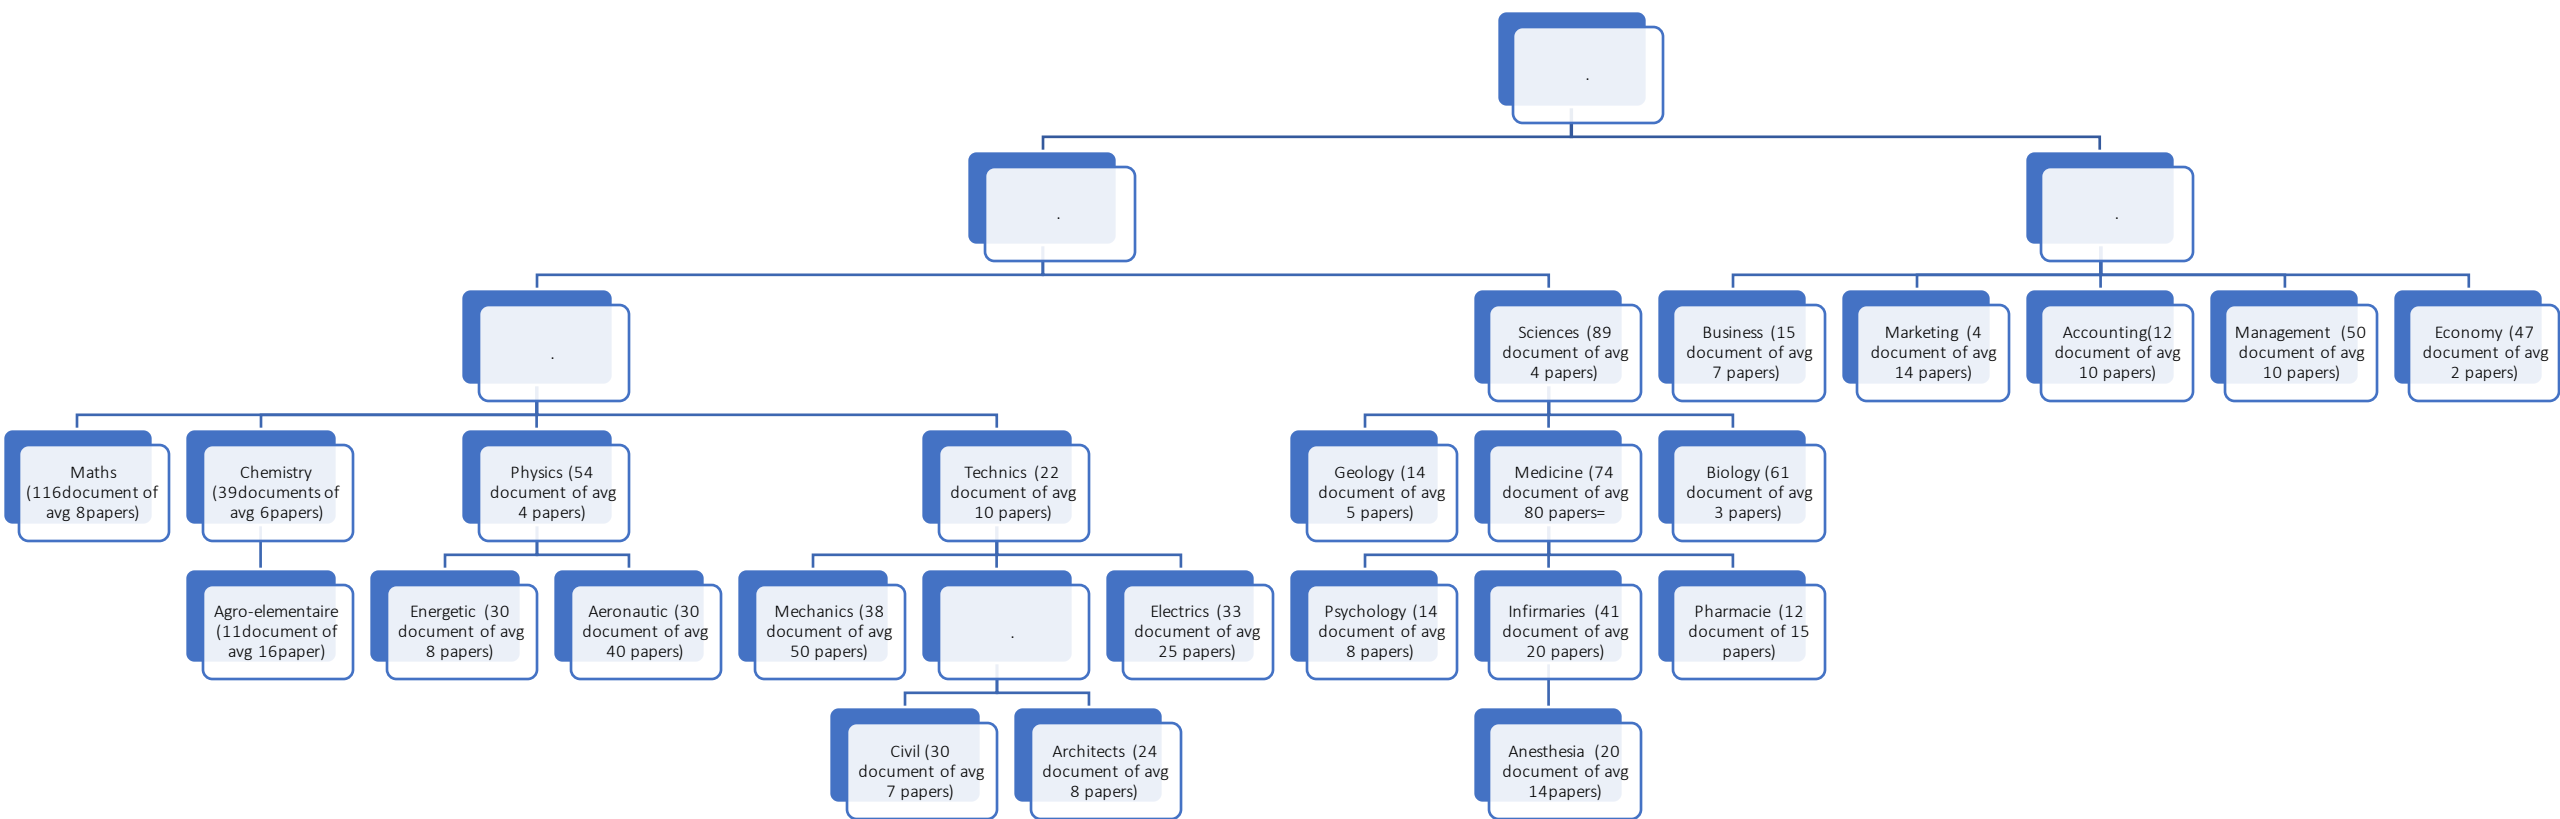 .
.
.
.
Sciences (89
document of avg
4 papers)
Business (15
document of avg
7 papers)
Marketing (4
document of avg
14 papers)
Accounting(12
document of avg
10 papers)
Management (50
document of avg
10 papers)
Economy (47
document of avg
2 papers)
Maths
(116document of
avg 8papers)
Chemistry
(39documents of
avg 6papers)
Physics (54
document of avg
4 papers)
Technics (22
document of avg
10 papers)
Geology (14
document of avg
5 papers)
Medicine (74
document of avg
80 papers=
Biology (61
document of avg
3 papers)
Agro-elementaire
(11document of
avg 16paper)
Energetic (30
document of avg
8 papers)
Aeronautic (30
document of avg
40 papers)
Mechanics (38
document of avg
50 papers)
.
Electrics (33
document of avg
25 papers)
Psychology (14
document of avg
8 papers)
Infirmaries (41
document of avg
20 papers)
Pharmacie (12
document of 15
papers)
Civil (30
document of avg
7 papers)
Architects (24
document of avg
8 papers)
Anesthesia (20
document of avg
14papers)